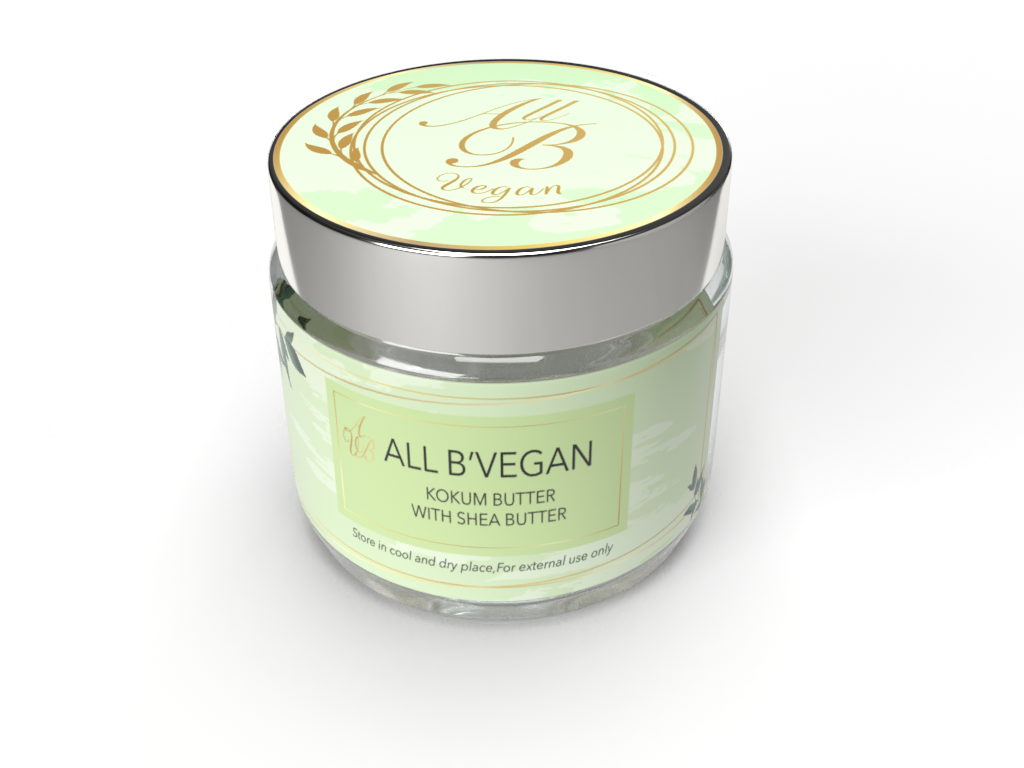 All
B
Vegan
A
VB
ALL B’VEGAN
KOKUM BUTTER
WITH SHEA BUTTER
Store in cool and dry place,For external use only